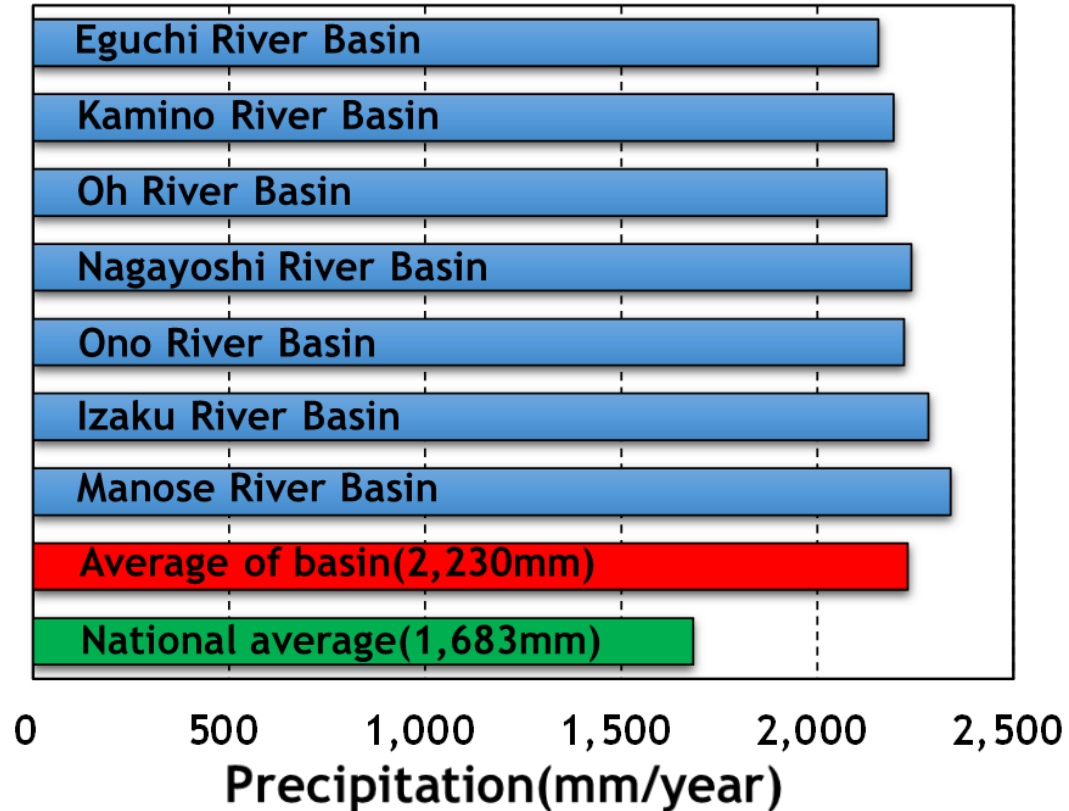 Eguchi River Basin
Kamino River Basin
Oh River Basin
Nagayoshi River Basin
Ono River Basin
Izaku River Basin
Manose River Basin
Average of basin(2,230mm)
National average(1,683mm)
0 500 1,000 1,500 2,000 2,500
Precipitation(mm/year)